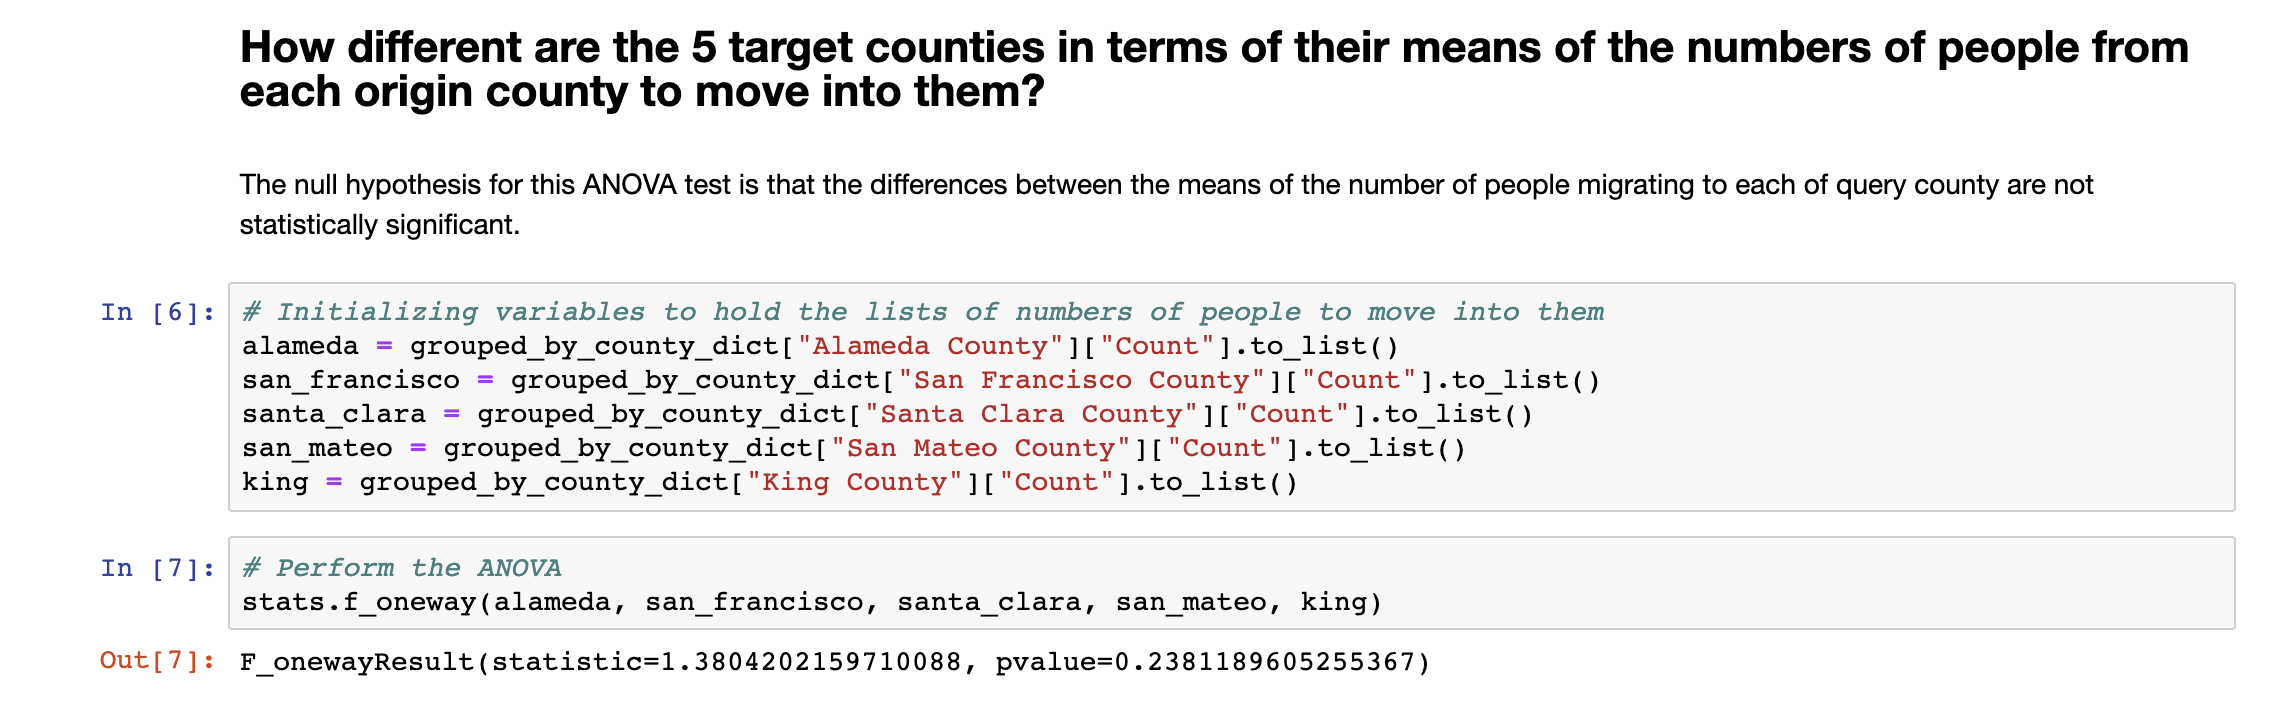 How different are the 5 target counties in terms of their means of the numbers of people from
each origin county to move into them?
The null hypothesis for this ANOVA test is that the differences between the means of the number of people migrating to each of query county are not
statistically significant.
In [6]: # Initializing variables to hold the lists of numbers of people to move into them
alameda = grouped_by_county_dict["Alameda County"]["Count"].to_list()
san_francisco = grouped_by_county_dict["San Francisco County"]["Count"].to_list()
santa_clara = grouped_by_county_dict["Santa Clara County"]["Count"].to_list()
san_mateo = grouped_by_county_dict["San Mateo County"]["Count"].to_list()
king = grouped_by_county_dict["King County"]["Count"].to_list()
In [7]: # Perform the ANOVA
stats.f_oneway(alameda, san_francisco, santa_clara, san_mateo, king)
Out[7]: F_onewayResult(statistic=1.3804202159710088, pvalue=0.2381189605255367)